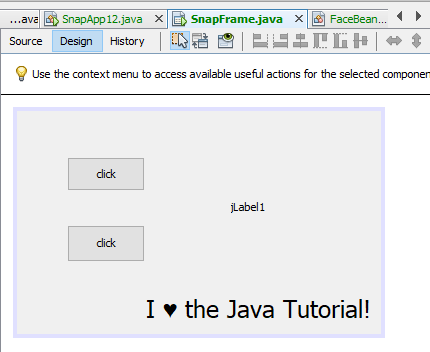 ...ava SnapApp12.java SnapFrame.java FaceBean...
Source Design History
Use the context menu to access available useful actions for the selected componen
click
jLabel1
click
I ♥ the Java Tutorial!